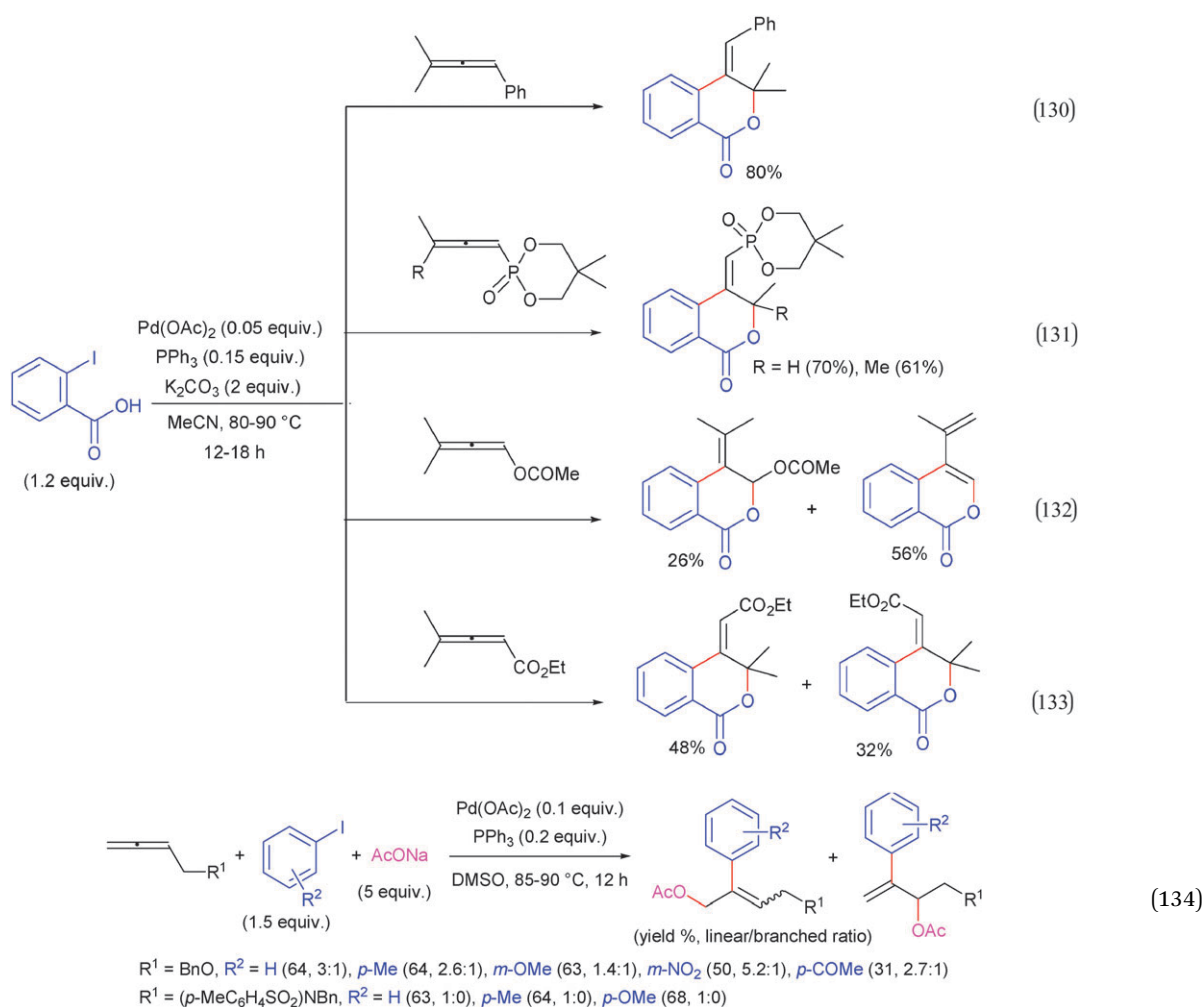 Ph
Ph
O
O
80%
(130)
R
P
O
O
O
O
P
O
O
R
O
O
R = H (70%), Me (61%)
(131)
I
OH
O
(1.2 equiv.)
Pd(OAc)₂ (0.05 equiv.)
PPh₃ (0.15 equiv.)
K₂CO₃ (2 equiv.)
MeCN, 80-90 °C
12-18 h
OCOMe
OCOMe
O
O
26%
+
O
O
56%
(132)
CO₂Et
CO₂Et
O
O
48%
+
EtO₂C
O
O
32%
(133)
R¹
+
I
R²
(1.5 equiv.)
+
AcONa
(5 equiv.)
Pd(OAc)₂ (0.1 equiv.)
PPh₃ (0.2 equiv.)
DMSO, 85-90 °C, 12 h
R²
AcO
R¹
+
R²
R¹
OAc
(yield %, linear/branched ratio)
(134)
R¹ = BnO, R² = H (64, 3:1), p-Me (64, 2.6:1), m-OMe (63, 1.4:1), m-NO₂ (50, 5.2:1), p-COMe (31, 2.7:1)
R¹ = (p-MeC₆H₄SO₂)NBn, R² = H (63, 1:0), p-Me (64, 1:0), p-OMe (68, 1:0)